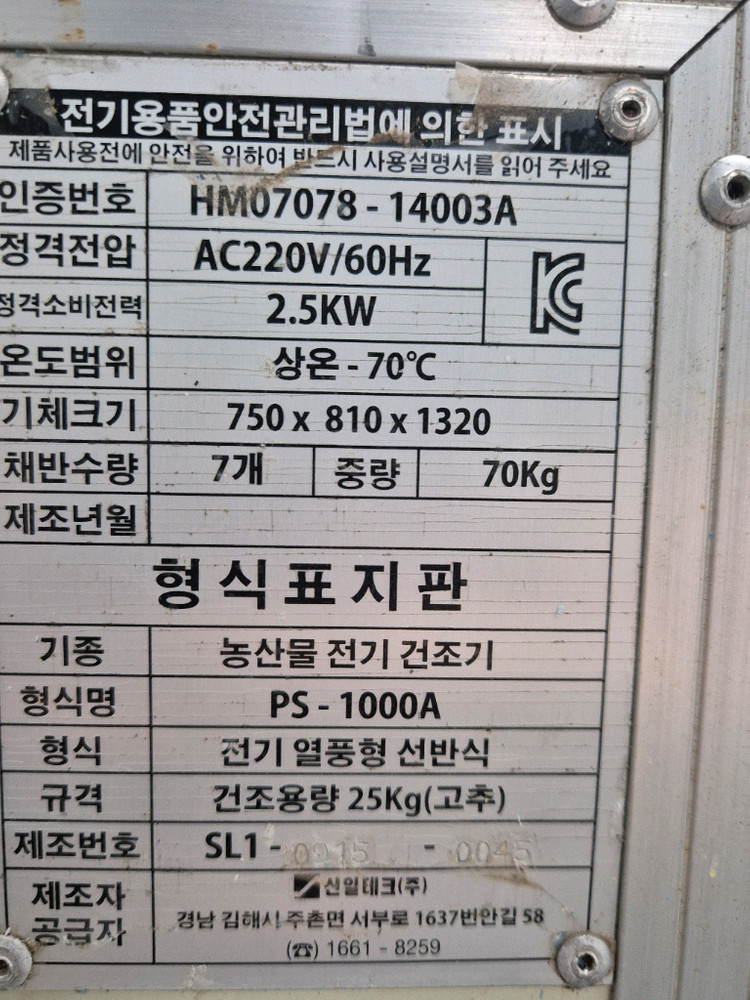 전기용품안전관리법에 의한 표시
제품사용전에 안전을 위하여 반드시 사용설명서를 읽어 주세요
인증번호 HM07078 - 14003A
정격전압 AC220V/60Hz
정격소비전력 2.5KW
온도범위 상온 - 70℃
기체크기 750 x 810 x 1320
채반수량 7개 중량 70Kg
제조년월
형식표지판
기종 농산물 전기 건조기
형식명 PS - 1000A
형식 전기 열풍형 선반식
규격 건조용량 25Kg(고추)
제조번호 SL1 - 0915 - 0045
제조자 신일테크(주)
공급자 경남 김해시 주촌면 서부로 1637번안길 58
(☎) 1661 - 8259